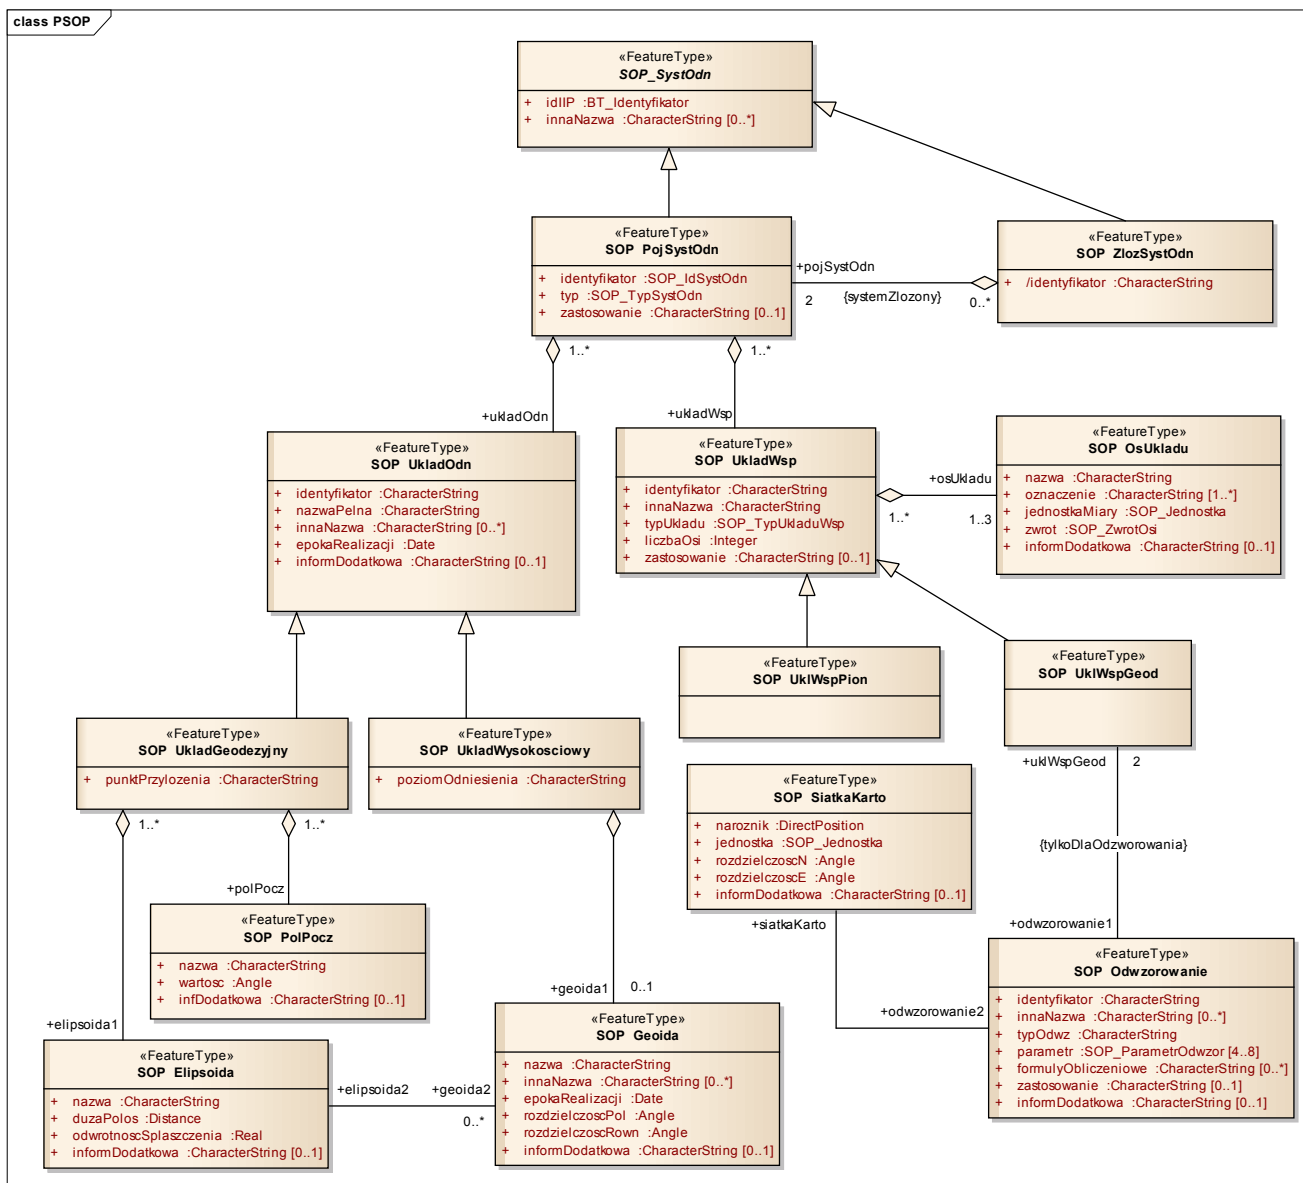 class PSOP
«FeatureType»
SOP_SystOdn
+ idIIP :BT_Identyfikator
+ innaNazwa :CharacterString [0..*]
«FeatureType»
SOP_PojSystOdn
+ identyfikator :SOP_IdSystOdn
+ typ :SOP_TypSystOdn
+ zastosowanie :CharacterString [0..1]
+pojSystOdn
2
{systemZlozony}
0..*
«FeatureType»
SOP_ZlozSystOdn
+ /identyfikator :CharacterString
1..*
1..*
+ukladOdn
+ukladWsp
«FeatureType»
SOP_UkladOdn
+ identyfikator :CharacterString
+ nazwaPelna :CharacterString
+ innaNazwa :CharacterString [0..*]
+ epokaRealizacji :Date
+ informDodatkowa :CharacterString [0..1]
«FeatureType»
SOP_UkladWsp
+ identyfikator :CharacterString
+ innaNazwa :CharacterString
+ typUkladu :SOP_TypUkladuWsp
+ liczbaOsi :Integer
+ zastosowanie :CharacterString [0..1]
+osUkladu
1..*
1..3
«FeatureType»
SOP_OsUkladu
+ nazwa :CharacterString
+ oznaczenie :CharacterString [1..*]
+ jednostkaMiary :SOP_Jednostka
+ zwrot :SOP_ZwrotOsi
+ informDodatkowa :CharacterString [0..1]
«FeatureType»
SOP_UklWspPion
«FeatureType»
SOP_UklWspGeod
«FeatureType»
SOP_UkladGeodezyjny
+ punktPrzylozenia :CharacterString
«FeatureType»
SOP_UkladWysokosciowy
+ poziomOdniesienia :CharacterString
+uklWspGeod
2
{tylkoDlaOdzworowania}
+odwzorowanie1
«FeatureType»
SOP_SiatkaKarto
+ naroznik :DirectPosition
+ jednostka :SOP_Jednostka
+ rozdzielczoscN :Angle
+ rozdzielczoscE :Angle
+ informDodatkowa :CharacterString [0..1]
+siatkaKarto
+odwzorowanie2
1..*
1..*
+polPocz
«FeatureType»
SOP_PolPocz
+ nazwa :CharacterString
+ wartosc :Angle
+ infDodatkowa :CharacterString [0..1]
+geoida1
0..1
+elipsoida1
«FeatureType»
SOP_Elipsoida
+ nazwa :CharacterString
+ duzaPolos :Distance
+ odwrotnoscSplaszczenia :Real
+ informDodatkowa :CharacterString [0..1]
+elipsoida2
+geoida2
0..*
«FeatureType»
SOP_Geoida
+ nazwa :CharacterString
+ innaNazwa :CharacterString [0..*]
+ epokaRealizacji :Date
+ rozdzielczoscPol :Angle
+ rozdzielczoscRown :Angle
+ informDodatkowa :CharacterString [0..1]
«FeatureType»
SOP_Odwzorowanie
+ identyfikator :CharacterString
+ innaNazwa :CharacterString [0..*]
+ typOdwz :CharacterString
+ parametr :SOP_ParametrOdwzor [4..8]
+ formulyObliczeniowe :CharacterString [0..*]
+ zastosowanie :CharacterString [0..1]
+ informDodatkowa :CharacterString [0..1]